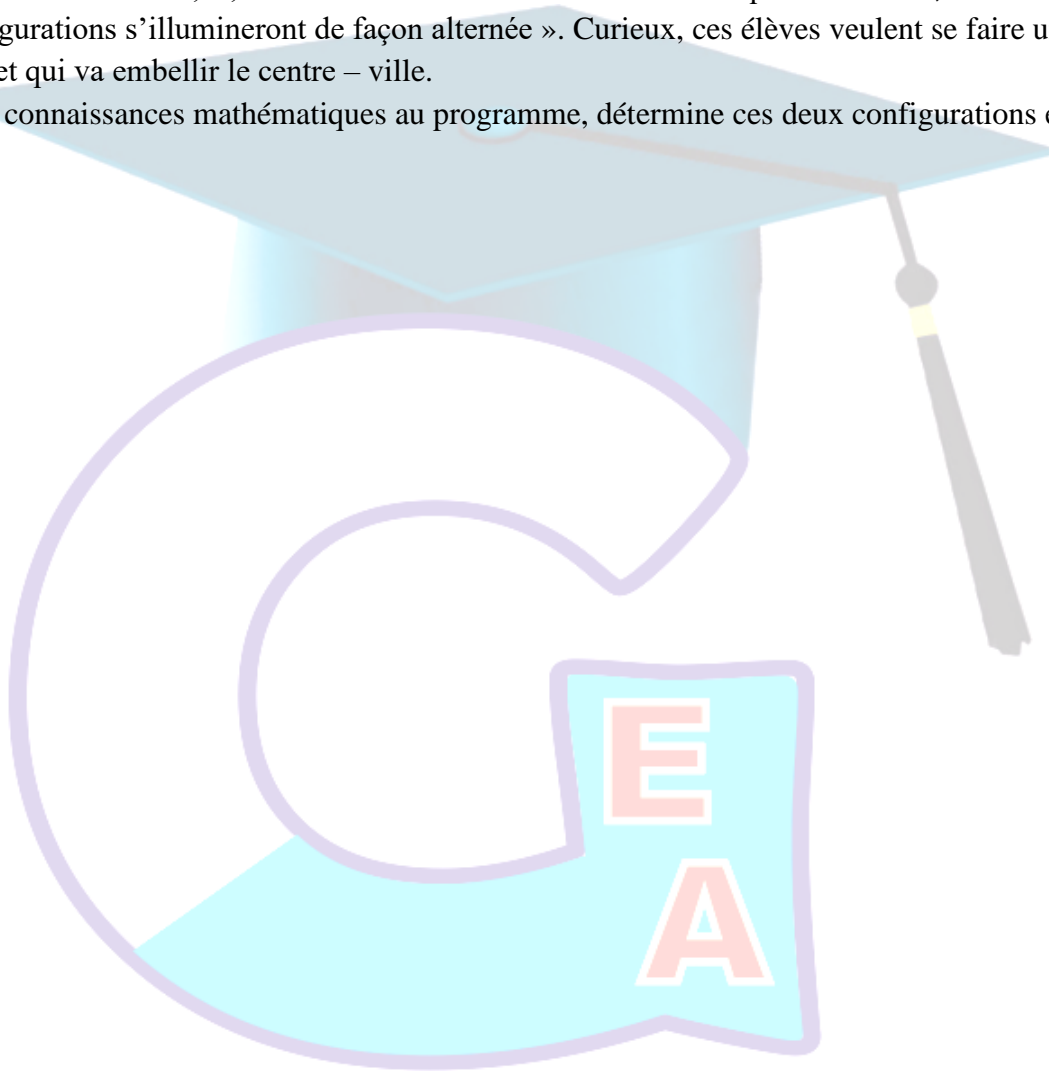 gurations s’illumineront de façon alternée ». Curieux, ces élèves veulent se faire u
et qui va embellir le centre – ville.
connaissances mathématiques au programme, détermine ces deux configurations e
E
A